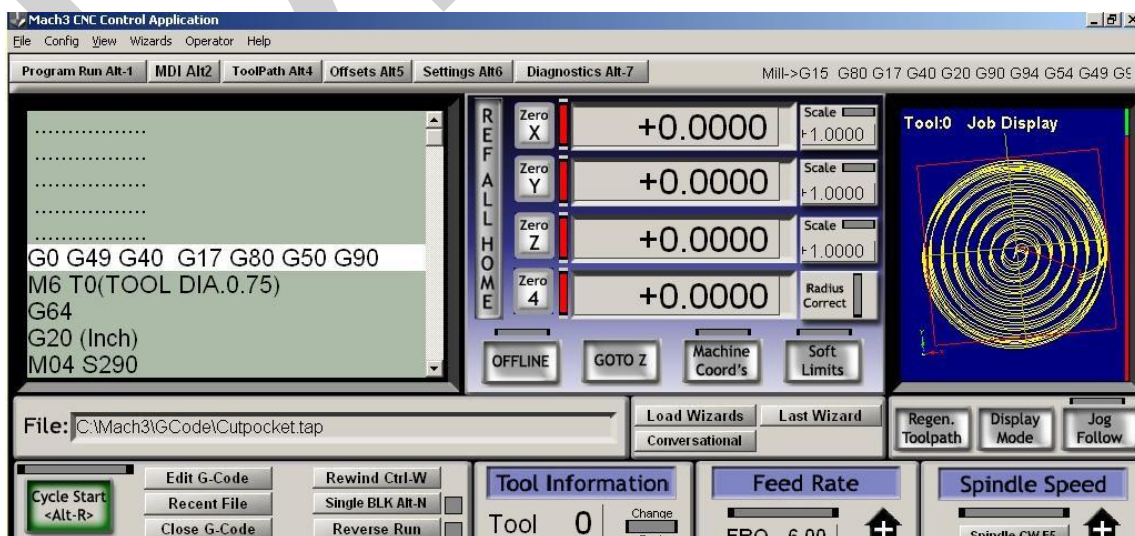 Mach3 CNC Control Application
File Config View Wizards Operator Help
Program Run Alt-1 MDI Alt2 ToolPath Alt4 Offsets Alt5 Settings Alt6 Diagnostics Alt-7 Mill->G15 G80 G17 G40 G20 G90 G94 G54 G49
..................
..................
..................
..................
..................
G0 G49 G40 G17 G80 G50 G90
M6 T0(TOOL DIA.0.75)
G64
G20 (Inch)
M04 S290
REF ALL HOME
Zero X +0.0000 Scale +1.0000
Zero Y +0.0000 Scale +1.0000
Zero Z +0.0000 Scale +1.0000
Zero 4 +0.0000 Radius Correct
OFFLINE GOTO Z Machine Coord's Soft Limits
Tool:0 Job Display
File: C:\Mach3\GCode\Cutpocket.tap
Load Wizards Last Wizard
Conversational
Regen. Toolpath Display Mode Jog Follow
Cycle Start <Alt-R>
Edit G-Code Rewind Ctrl-W
Recent File Single BLK Alt-N
Close G-Code Reverse Run
Tool Information
Tool 0 Change
Feed Rate
FRO 6.00
Spindle Speed
Spindle CW F5